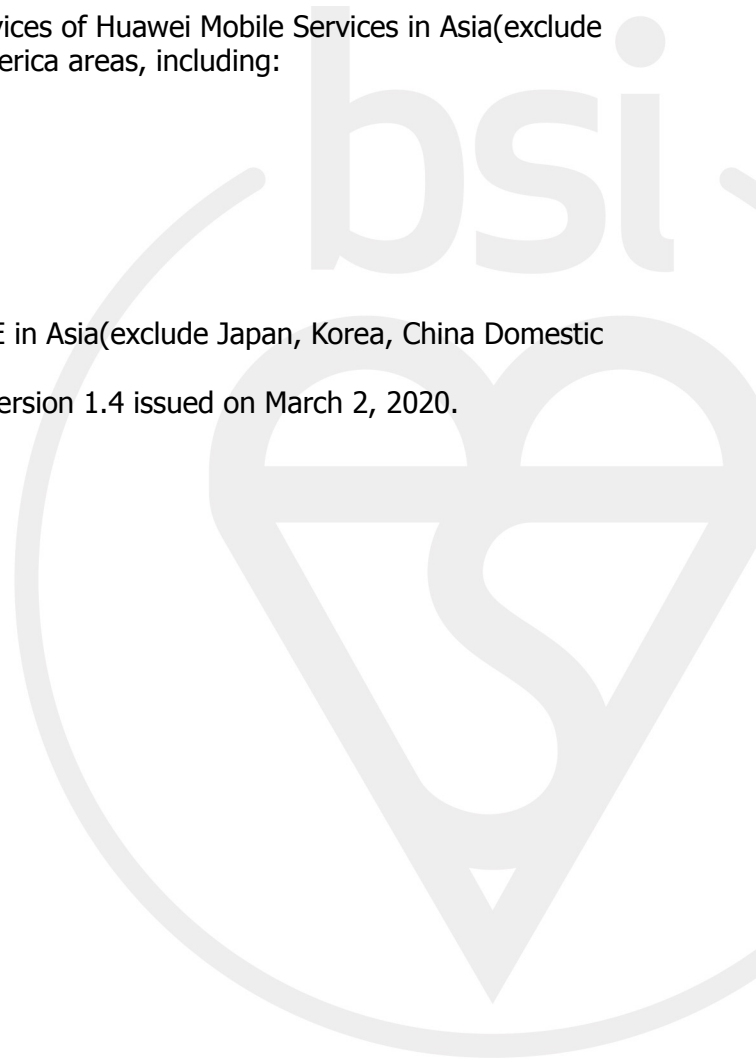 vices of Huawei Mobile Services in Asia(exclude
erica areas, including:
bsi
E in Asia(exclude Japan, Korea, China Domestic
ersion 1.4 issued on March 2, 2020.